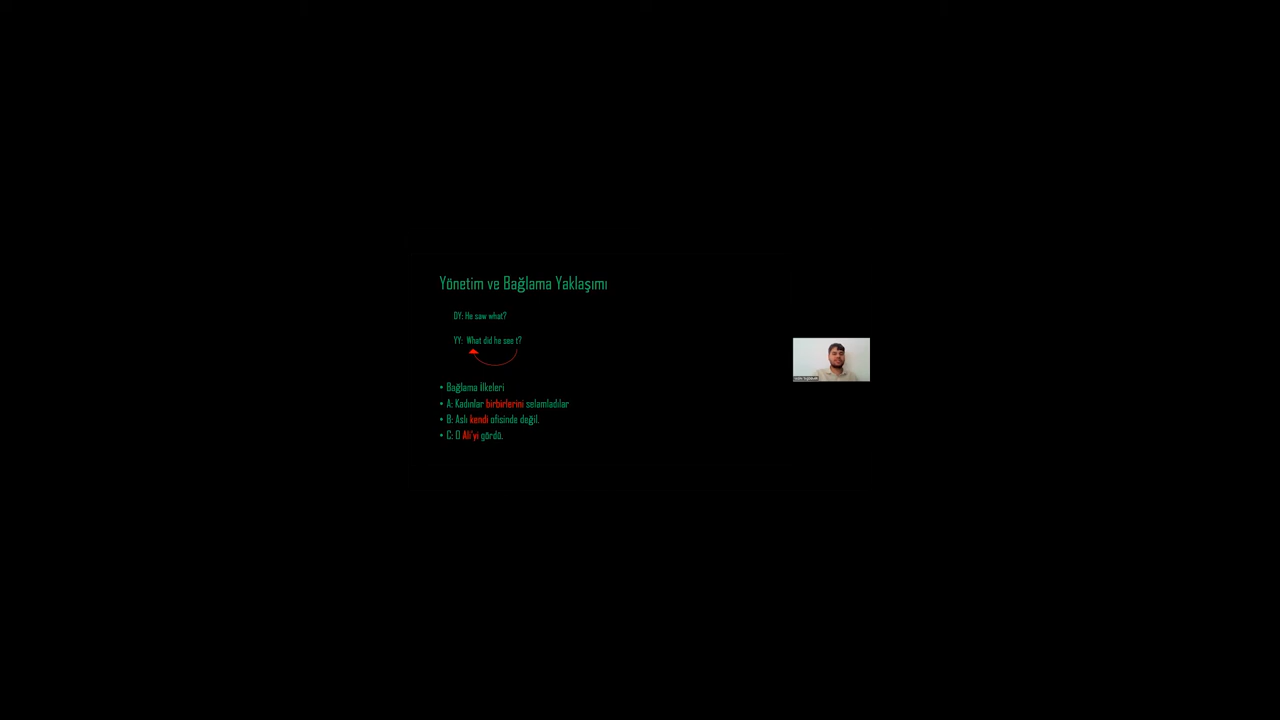 Yönetim ve Bağlama Yaklaşımı
DY: He saw what?
YY: What did he see t?
• Bağlama İlkeleri
• A: Kadınlar birbirlerini selamladılar
• B: Aslı kendi ofisinde değil.
• C: O Ali'yi gördü.